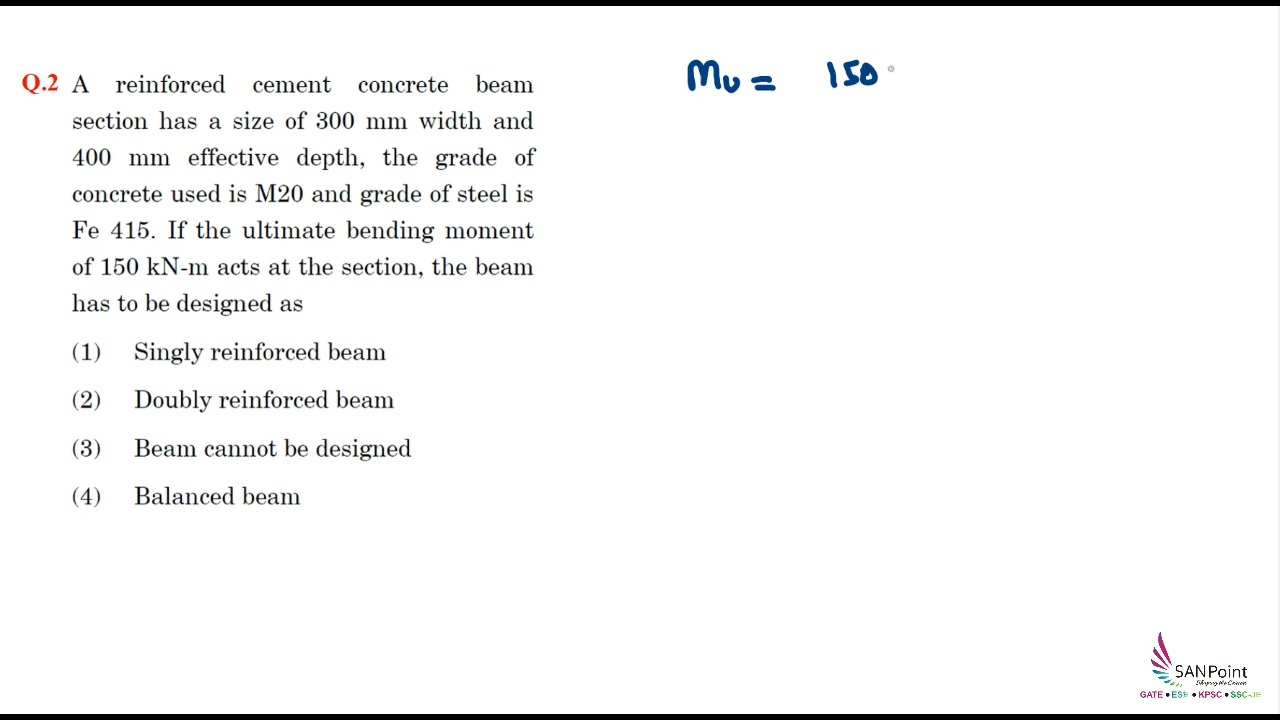 Q.2 A reinforced cement concrete beam
section has a size of 300 mm width and
400 mm effective depth, the grade of
concrete used is M20 and grade of steel is
Fe 415. If the ultimate bending moment
of 150 kN-m acts at the section, the beam
has to be designed as
(1) Singly reinforced beam
(2) Doubly reinforced beam
(3) Beam cannot be designed
(4) Balanced beam
Mu = 150
SANPoint
Shaping the Careers
GATE • ESE • KPSC • SSC-JE